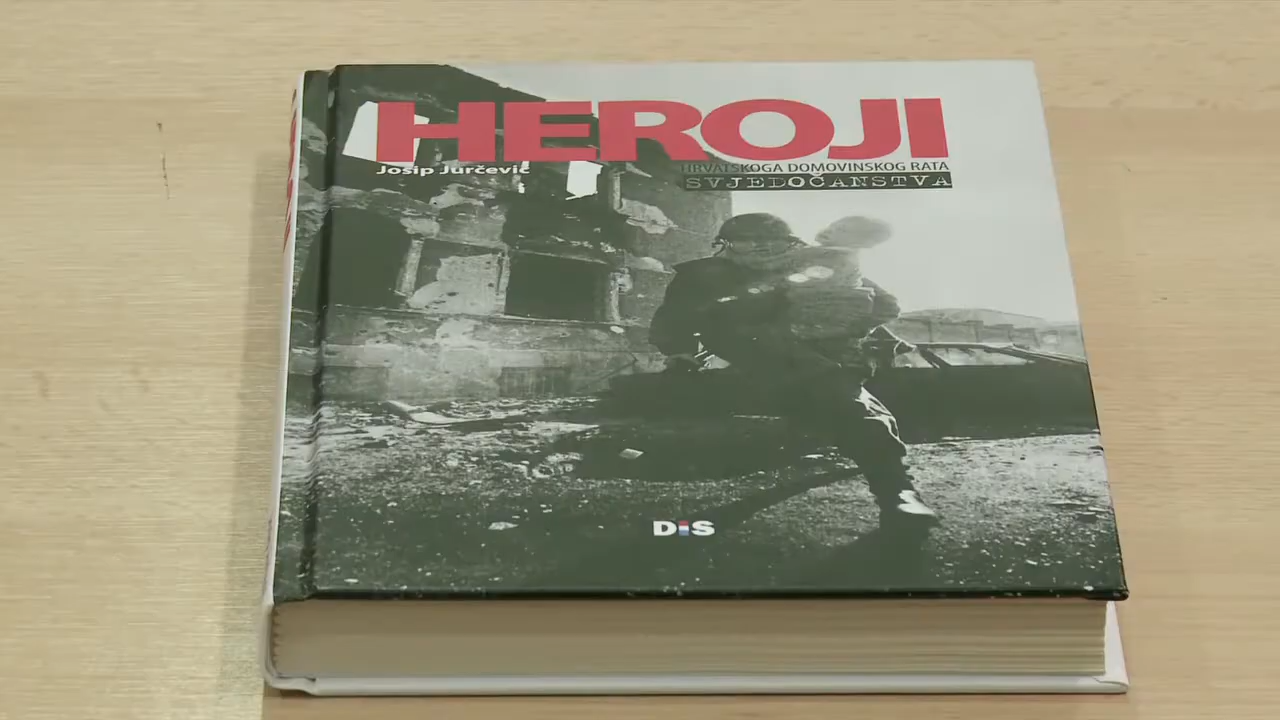 HEROJI
Josip Jurčević
HRVATSKOGA DOMOVINSKOG RATA
SVJEDOČANSTVA
DiS